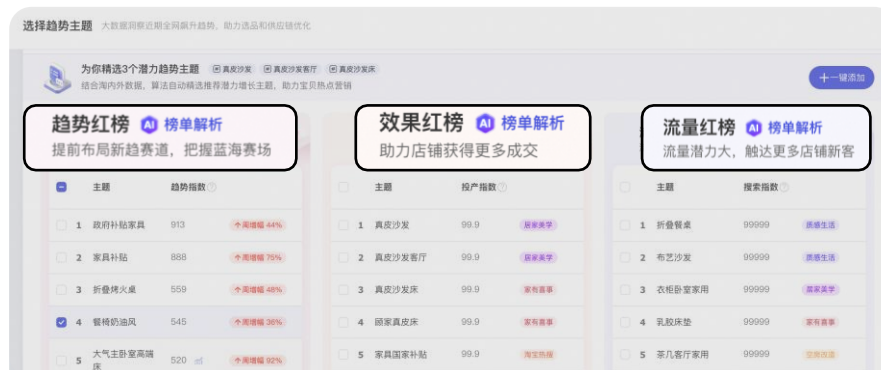 选择趋势主题 大数据洞察近期全网飙升趋势，助力选品和供应链优化
为你精选3个潜力趋势主题 真皮沙发 真皮沙发客厅 真皮沙发床
结合淘内外数据，算法自动精选推荐潜力增长主题，助力宝贝热点营销
十一键添加
趋势红榜 AI 榜单解析
提前布局新趋赛道，把握蓝海赛场
主题 趋势指数
1 政府补贴家具 913 个周增幅 44%
2 家具补贴 888 个周增幅 75%
3 折叠烤火桌 559 个周增幅 48%
4 餐椅奶油风 545 个周增幅 36%
5 大气主卧室高端床 520 个周增幅 92%
效果红榜 AI 榜单解析
助力店铺获得更多成交
主题 投产指数
1 真皮沙发 99.9 居家美学
2 真皮沙发客厅 99.9 居家美学
3 真皮沙发床 99.9 家有喜事
4 顾家真皮床 99.9 家有喜事
5 家具国家补贴 99.9 淘宝热搜
流量红榜 AI 榜单解析
流量潜力大，触达更多店铺新客
主题 搜索指数
1 折叠餐桌 99999 质感生活
2 布艺沙发 99999 质感生活
3 衣柜卧室家用 99999 居家美学
4 乳胶床垫 99999 家有喜事
5 茶几客厅家用 99999 空间改造